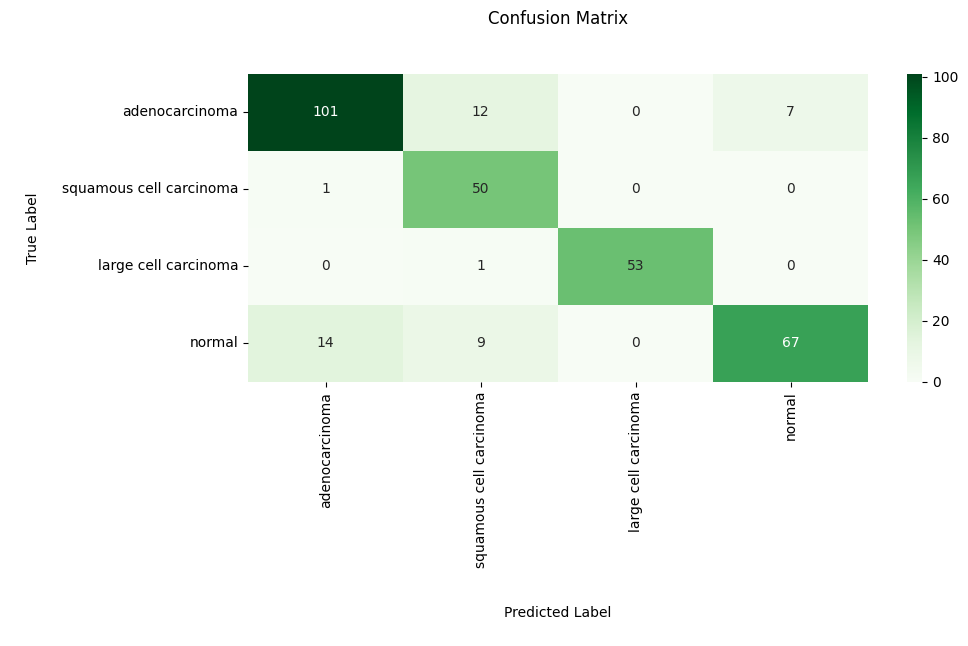 Confusion Matrix
True Label
adenocarcinoma 101 12 0 7
squamous cell carcinoma 1 50 0 0
large cell carcinoma 0 1 53 0
normal 14 9 0 67
adenocarcinoma
squamous cell carcinoma
large cell carcinoma
normal
Predicted Label
100
80
60
40
20
0